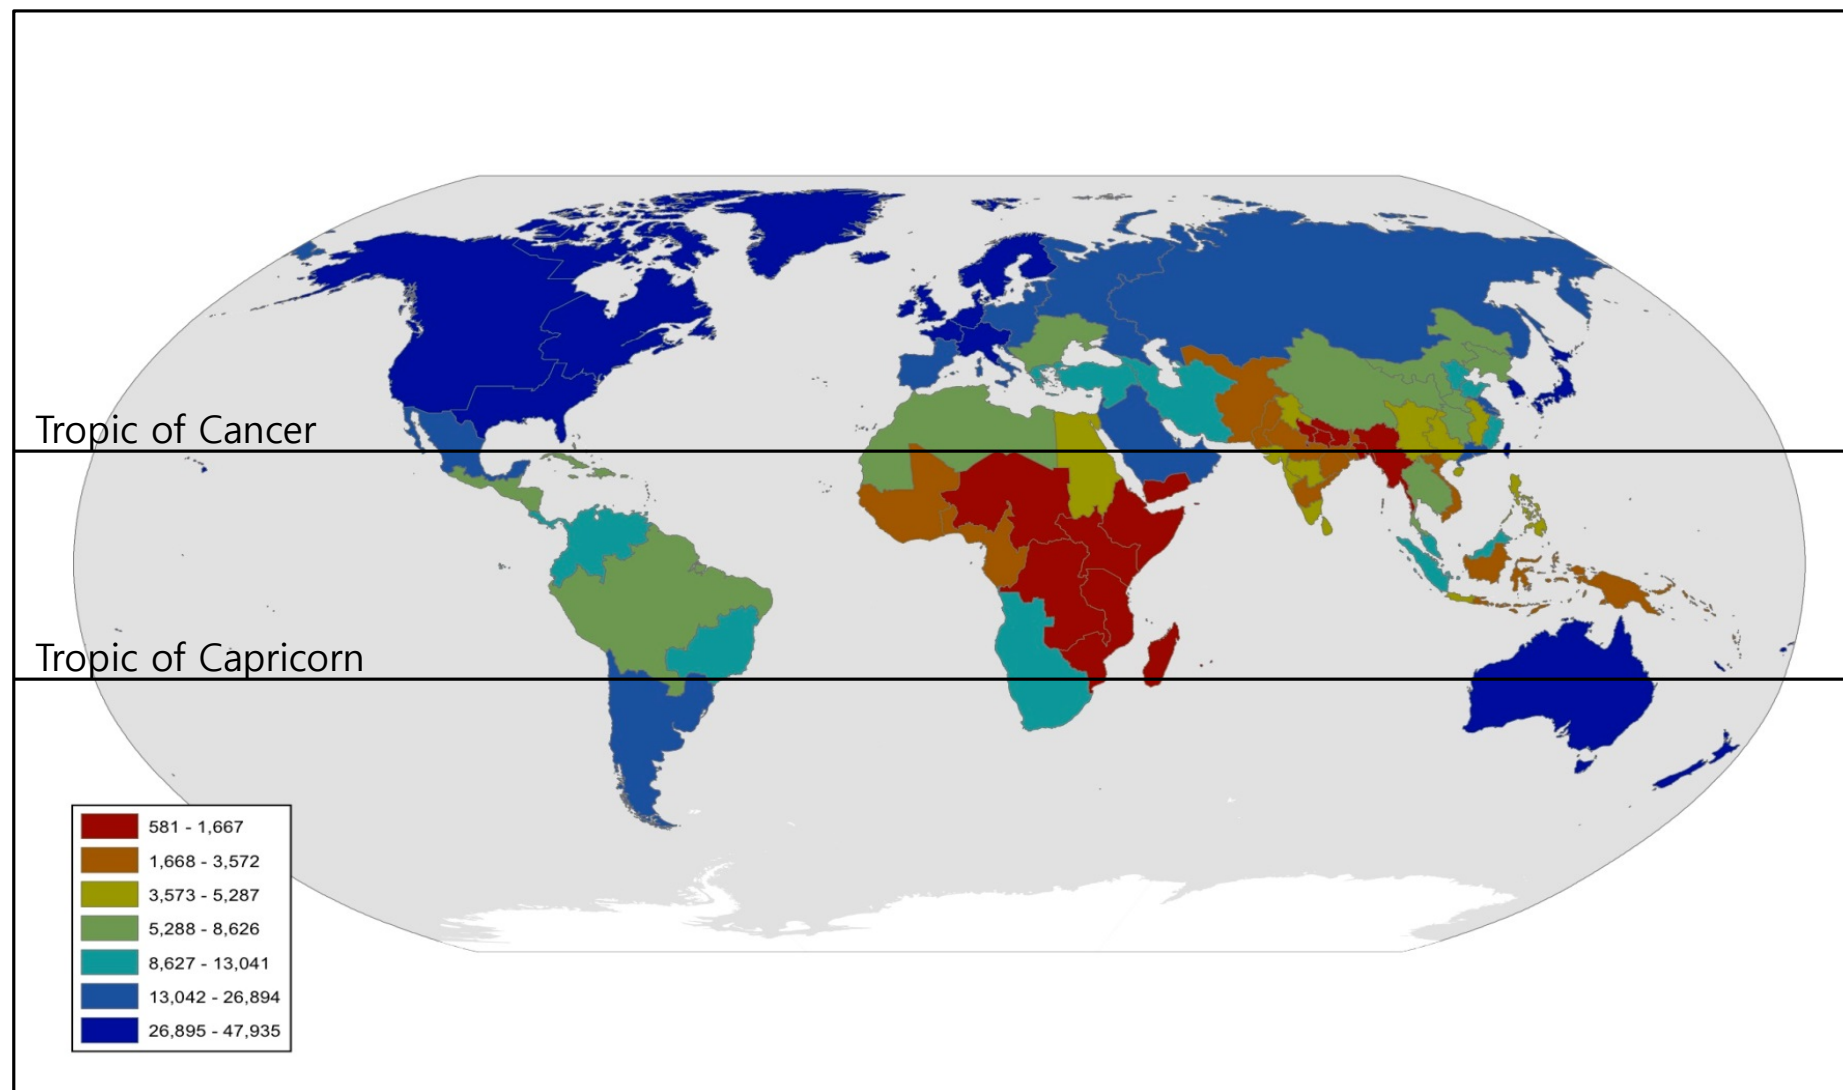 Tropic of Cancer
Tropic of Capricorn
581 - 1,667
1,668 - 3,572
3,573 - 5,287
5,288 - 8,626
8,627 - 13,041
13,042 - 26,894
26,895 - 47,935